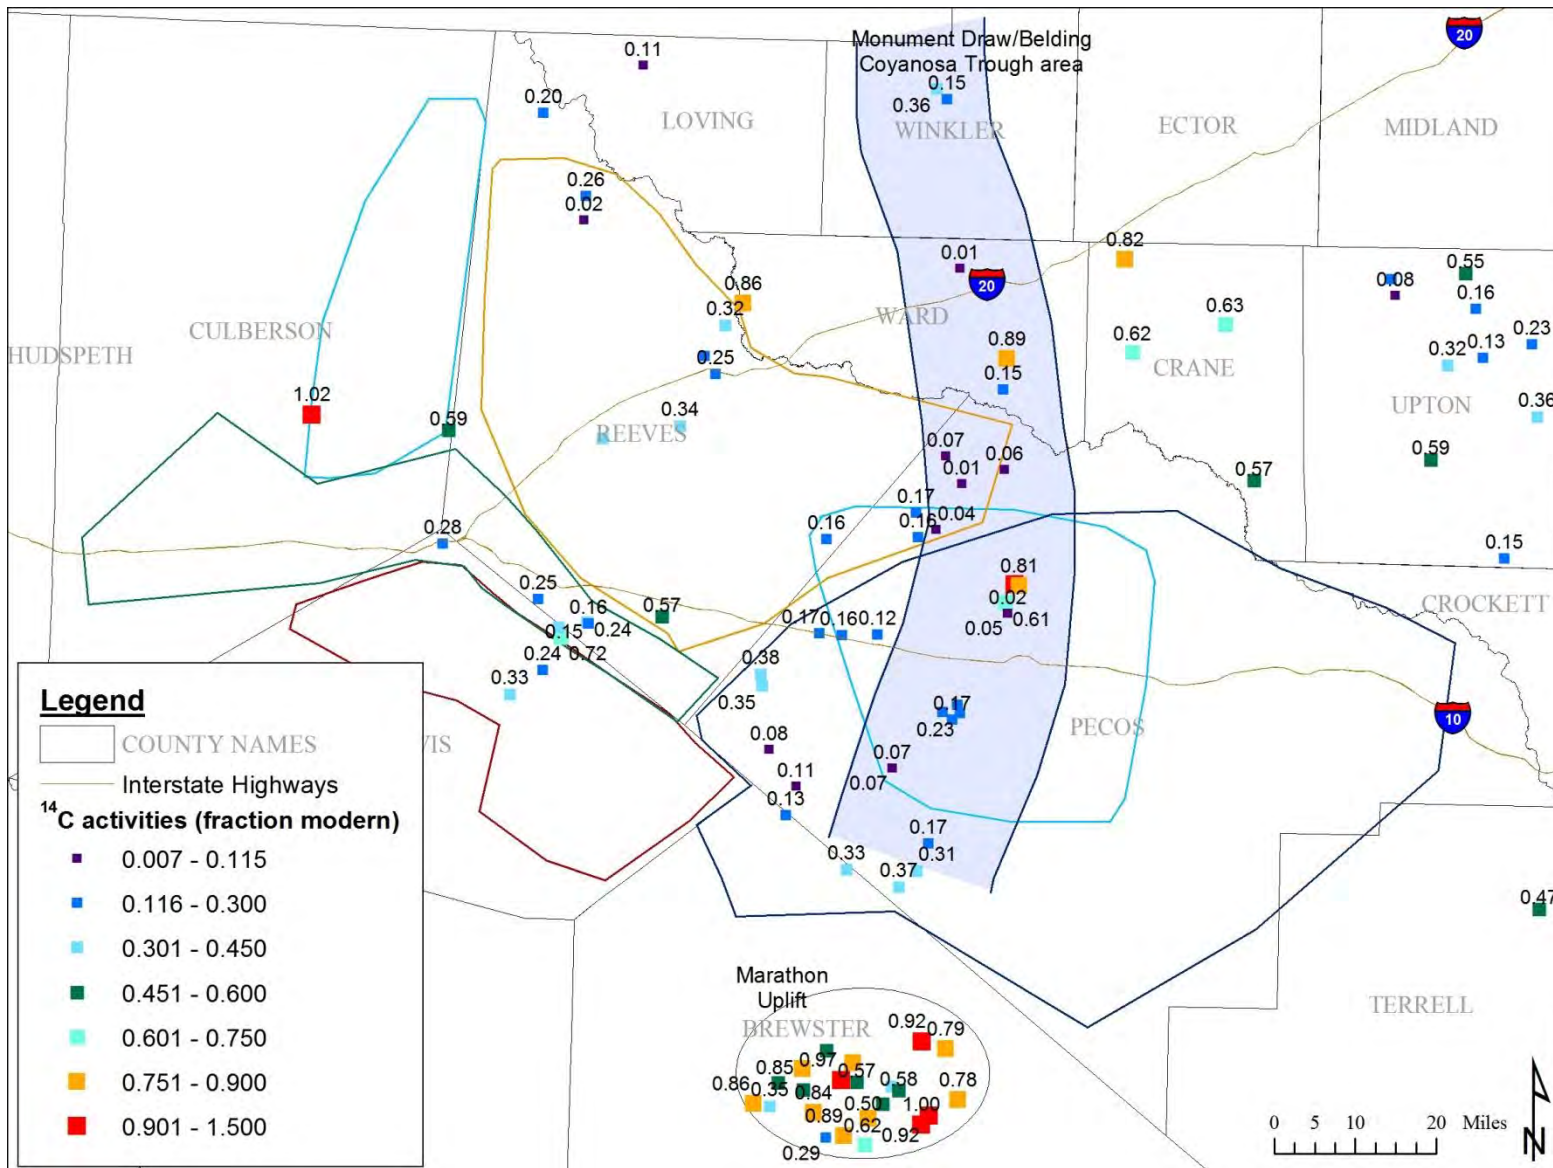 Monument Draw/Belding
Coyanosa Trough area
20
0.11
0.20
LOVING
0.15
0.36
WINKLER
ECTOR
MIDLAND
0.26
0.02
0.01
20
0.82
0.86
0.32
0.25
WARD
0.89
0.15
0.63
0.62
CRANE
0.08
0.55
0.16
0.23
0.13
0.32
0.36
UPTON
0.59
0.57
0.15
HUDSPETH
CULBERSON
1.02
0.59
0.34
REEVES
0.07
0.06
0.01
0.17
0.04
0.16
0.16
0.28
0.25
0.16
0.24
0.15
0.72
0.24
0.33
0.57
0.17
0.16
0.12
0.81
0.02
0.05
0.61
CROCKETT
0.38
0.35
0.17
0.23
PECOS
10
0.08
0.07
0.07
0.11
0.13
0.17
0.31
0.33
0.37
0.47
VIS
Legend
COUNTY NAMES
Interstate Highways
14C activities (fraction modern)
0.007 - 0.115
0.116 - 0.300
0.301 - 0.450
0.451 - 0.600
0.601 - 0.750
0.751 - 0.900
0.901 - 1.500
Marathon
Uplift
BREWSTER
0.92
0.79
0.97
0.85
0.57
0.58
0.86
0.35
0.84
0.78
0.89
0.50
1.00
0.62
0.92
0.29
TERRELL
0 5 10 20 Miles
N